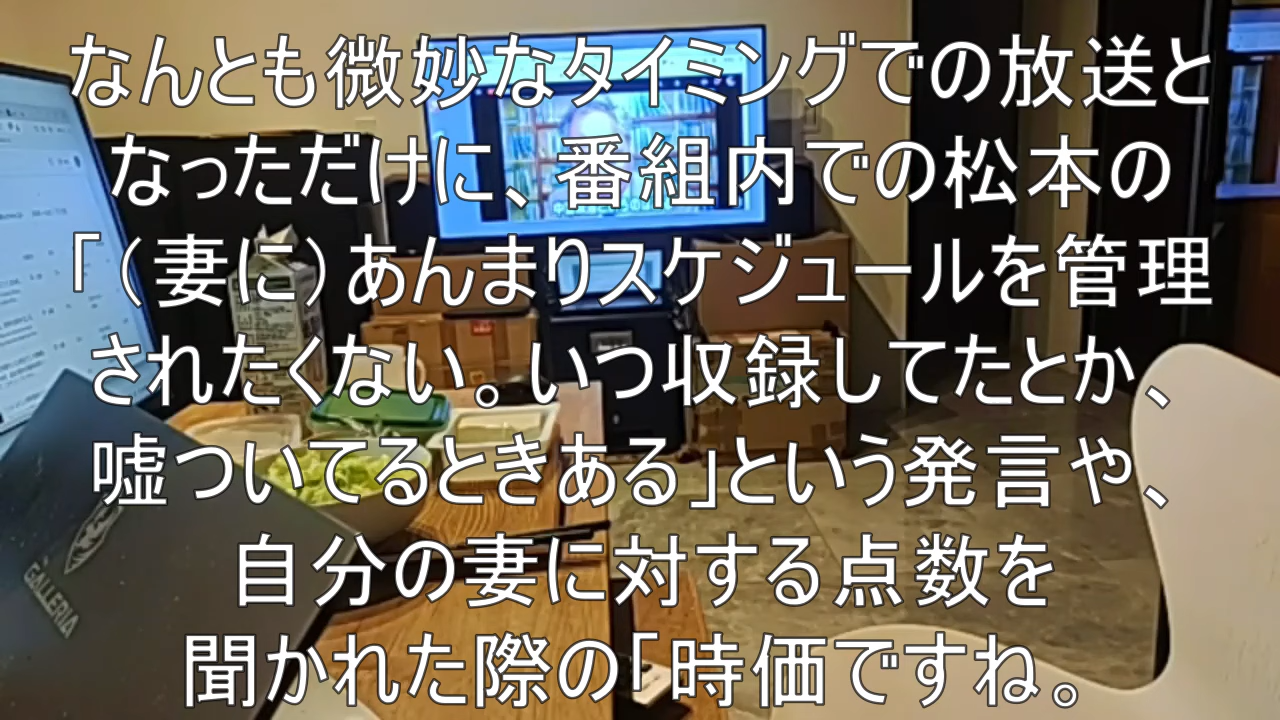 なんとも微妙なタイミングでの放送と
なっただけに、番組内での松本の
「（妻に）あんまりスケジュールを管理
されたくない。いつ収録してたとか、
嘘ついてるときある」という発言や、
自分の妻に対する点数を
聞かれた際の「時価ですね。
GALLERIA